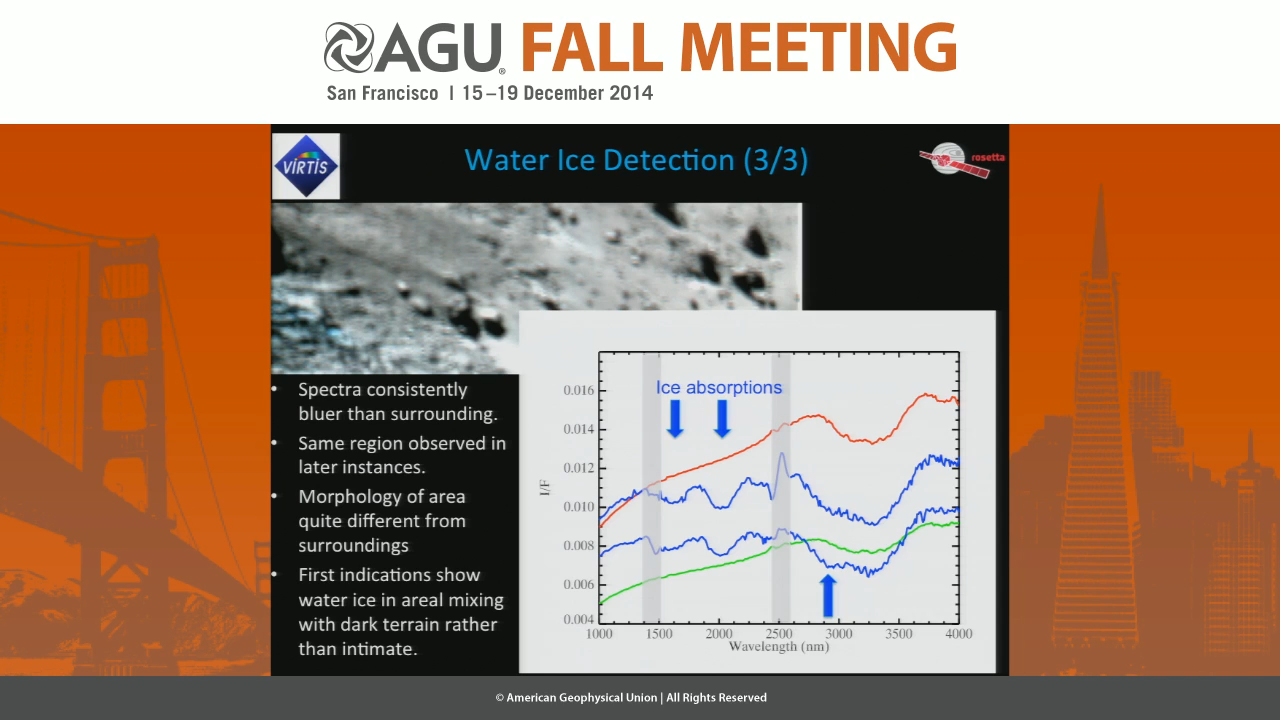 AGU® FALL MEETING
San Francisco | 15–19 December 2014
VIRTIS
Water Ice Detection (3/3)
rosetta
• Spectra consistently
bluer than surrounding.
• Same region observed in
later instances.
• Morphology of area
quite different from
surroundings
• First indications show
water ice in areal mixing
with dark terrain rather
than intimate.
Ice absorptions
I/F
0.016
0.014
0.012
0.010
0.008
0.006
0.004
1000 1500 2000 2500 3000 3500 4000
Wavelength (nm)
© American Geophysical Union | All Rights Reserved